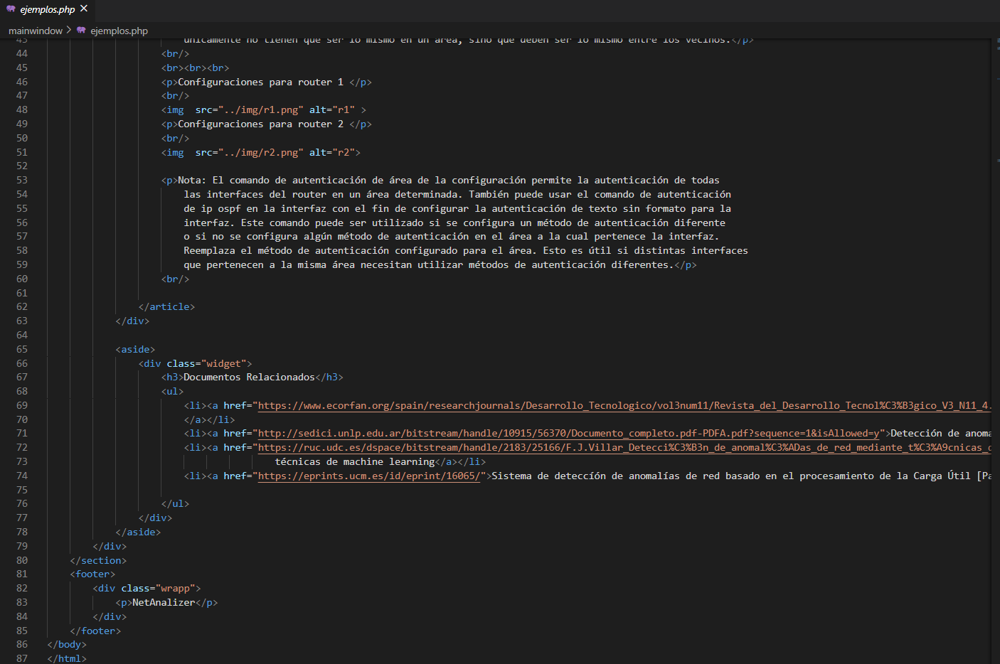 ejemplos.php
mainwindow > ejemplos.php
43 únicamente no tienen que ser lo mismo en un área, sino que deben ser lo mismo entre los vecinos.</p>
44 <br/>
45 <br><br><br>
46 <p>Configuraciones para router 1 </p>
47 <br/>
48 <img  src="../img/r1.png" alt="r1" >
49 <p>Configuraciones para router 2 </p>
50 <br/>
51 <img  src="../img/r2.png" alt="r2">
52
53 <p>Nota: El comando de autenticación de área de la configuración permite la autenticación de todas
54 las interfaces del router en un área determinada. También puede usar el comando de autenticación
55 de ip ospf en la interfaz con el fin de configurar la autenticación de texto sin formato para la
56 interfaz. Este comando puede ser utilizado si se configura un método de autenticación diferente
57 o si no se configura algún método de autenticación en el área a la cual pertenece la interfaz.
58 Reemplaza el método de autenticación configurado para el área. Esto es útil si distintas interfaces
59 que pertenecen a la misma área necesitan utilizar métodos de autenticación diferentes.</p>
60 <br/>
61
62 </article>
63 </div>
64
65 <aside>
66 <div class="widget">
67 <h3>Documentos Relacionados</h3>
68 <ul>
69 <li><a href="https://www.ecorfan.org/spain/researchjournals/Desarrollo_Tecnologico/vol3num11/Revista_del_Desarrollo_Tecnol%C3%B3gico_V3_N11_4.
70 </a></li>
71 <li><a href="http://sedici.unlp.edu.ar/bitstream/handle/10915/56370/Documento_completo.pdf-PDFA.pdf?sequence=1&isAllowed=y">Detección de anoma
72 <li><a href="https://ruc.udc.es/dspace/bitstream/handle/2183/25166/F.J.Villar_Detecci%C3%B3n_de_anomal%C3%ADas_de_red_mediante_t%C3%A9cnicas_
73 técnicas de machine learning</a></li>
74 <li><a href="https://eprints.ucm.es/id/eprint/16065/">Sistema de detección de anomalías de red basado en el procesamiento de la Carga Útil [Pa
75
76 </ul>
77 </div>
78 </aside>
79 </div>
80 </section>
81 <footer>
82 <div class="wrapp">
83 <p>NetAnalizer</p>
84 </div>
85 </footer>
86 </body>
87 </html>